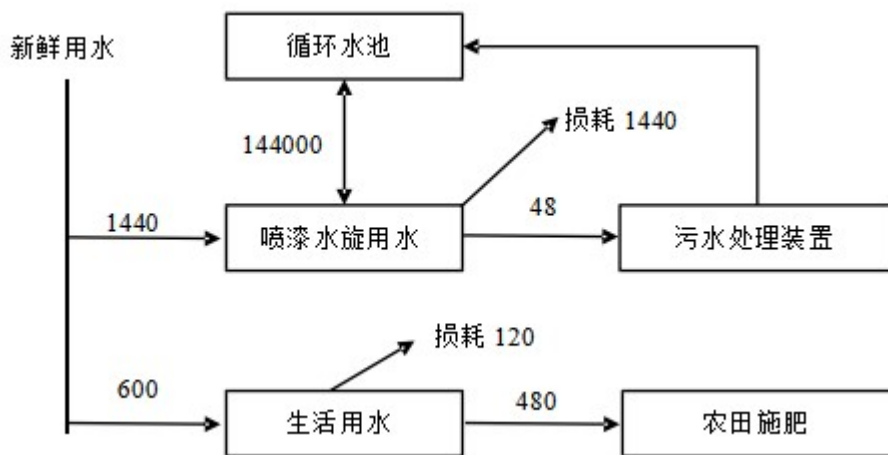 新鲜用水
循环水池
144000
损耗 1440
1440
喷漆水旋用水
48
污水处理装置
损耗 120
600
生活用水
480
农田施肥